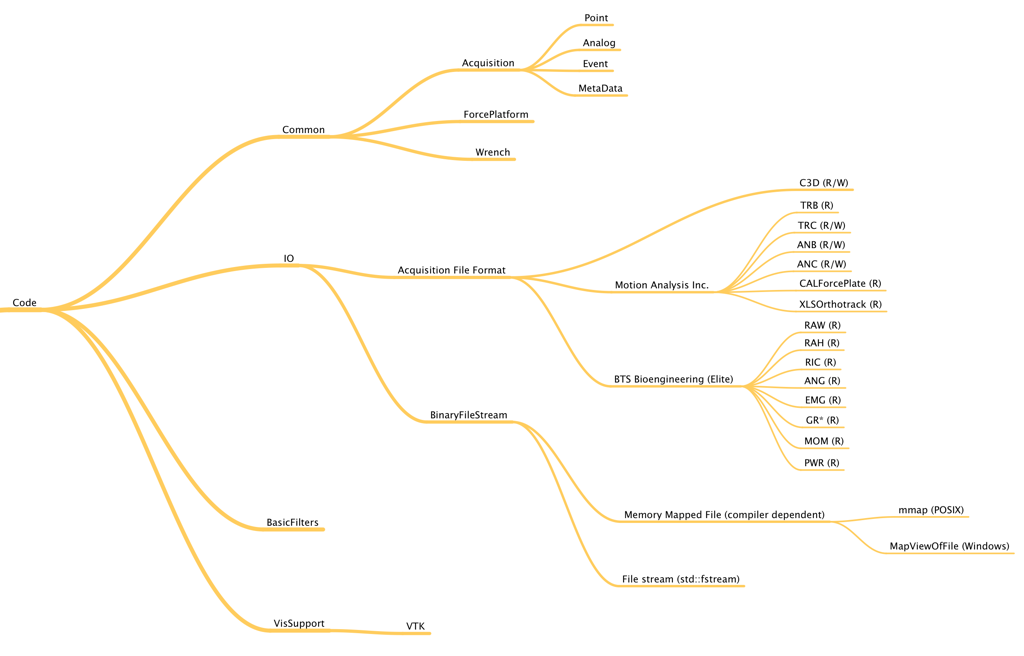 Code
Common
Acquisition
Point
Analog
Event
MetaData
ForcePlatform
Wrench
IO
Acquisition File Format
C3D (R/W)
Motion Analysis Inc.
TRB (R)
TRC (R/W)
ANB (R/W)
ANC (R/W)
CALForcePlate (R)
XLSOrthotrack (R)
BTS Bioengineering (Elite)
RAW (R)
RAH (R)
RIC (R)
ANG (R)
EMG (R)
GR* (R)
MOM (R)
PWR (R)
BinaryFileStream
Memory Mapped File (compiler dependent)
mmap (POSIX)
MapViewOfFile (Windows)
File stream (std::fstream)
BasicFilters
VisSupport
VTK